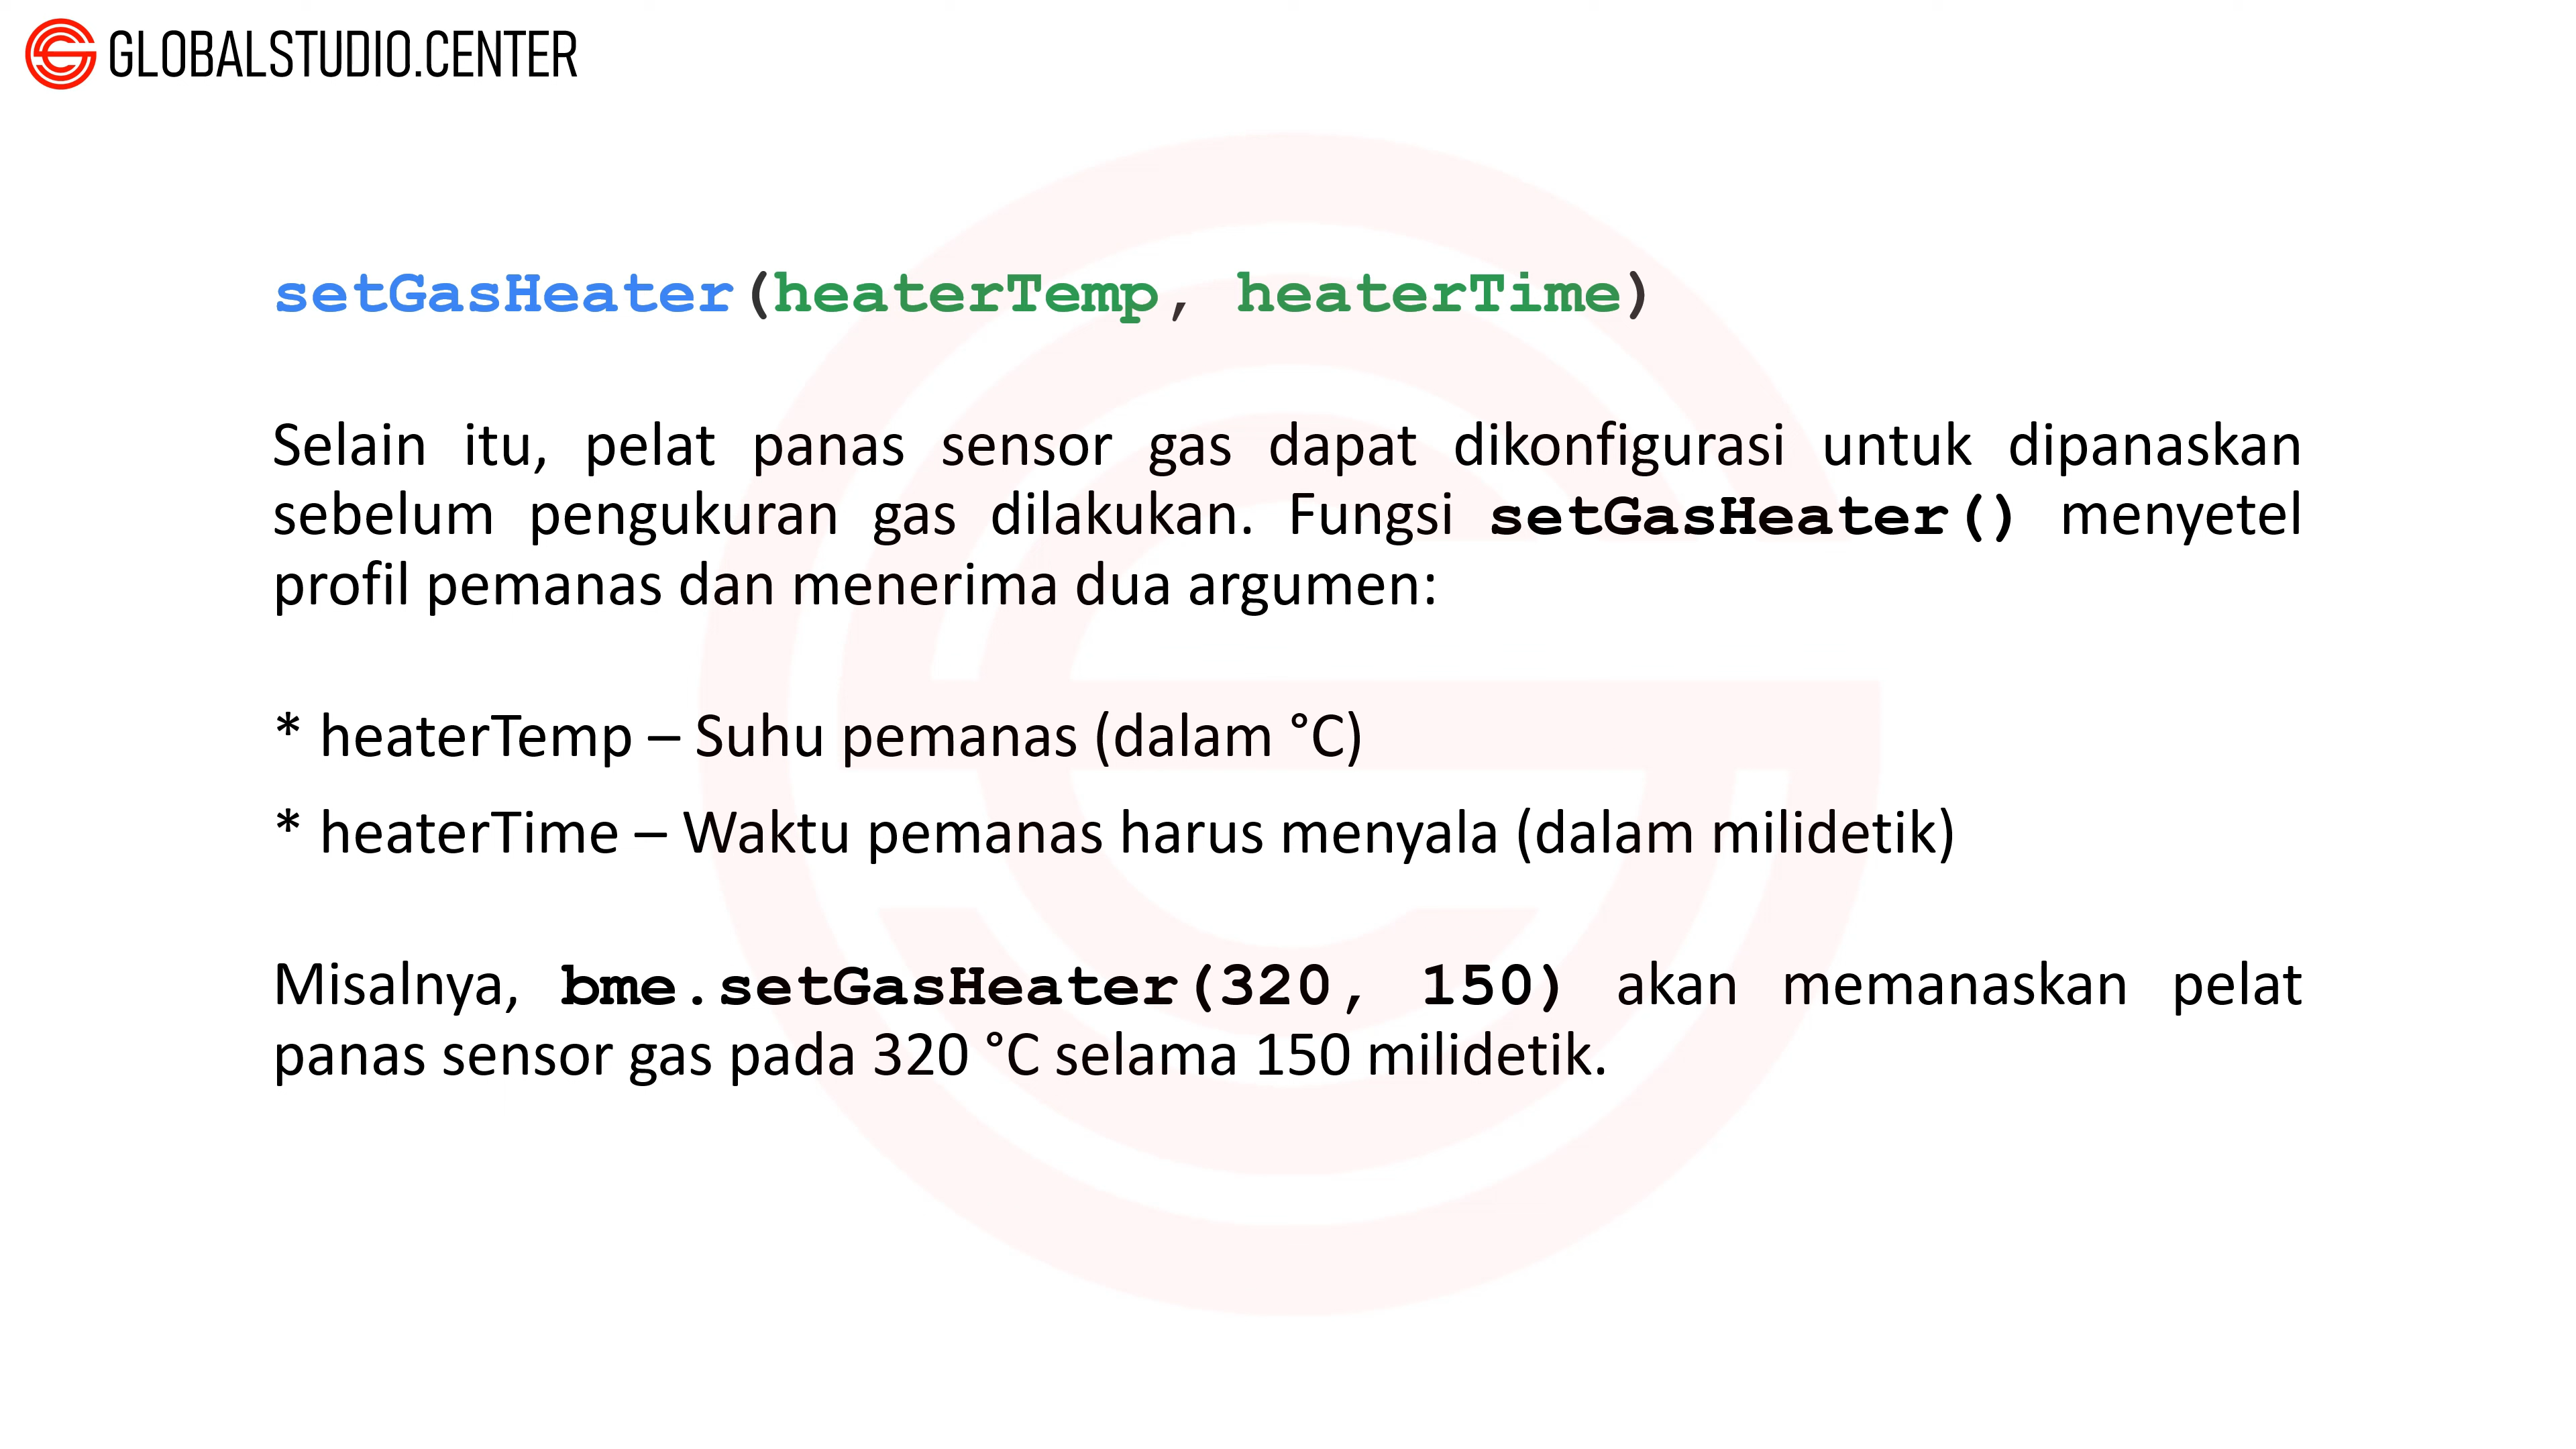 GLOBALSTUDIO.CENTER
setGasHeater(heaterTemp, heaterTime)
Selain itu, pelat panas sensor gas dapat dikonfigurasi untuk dipanaskan
sebelum pengukuran gas dilakukan. Fungsi setGasHeater() menyetel
profil pemanas dan menerima dua argumen:
* heaterTemp – Suhu pemanas (dalam °C)
* heaterTime – Waktu pemanas harus menyala (dalam milidetik)
Misalnya, bme.setGasHeater(320, 150) akan memanaskan pelat
panas sensor gas pada 320 °C selama 150 milidetik.